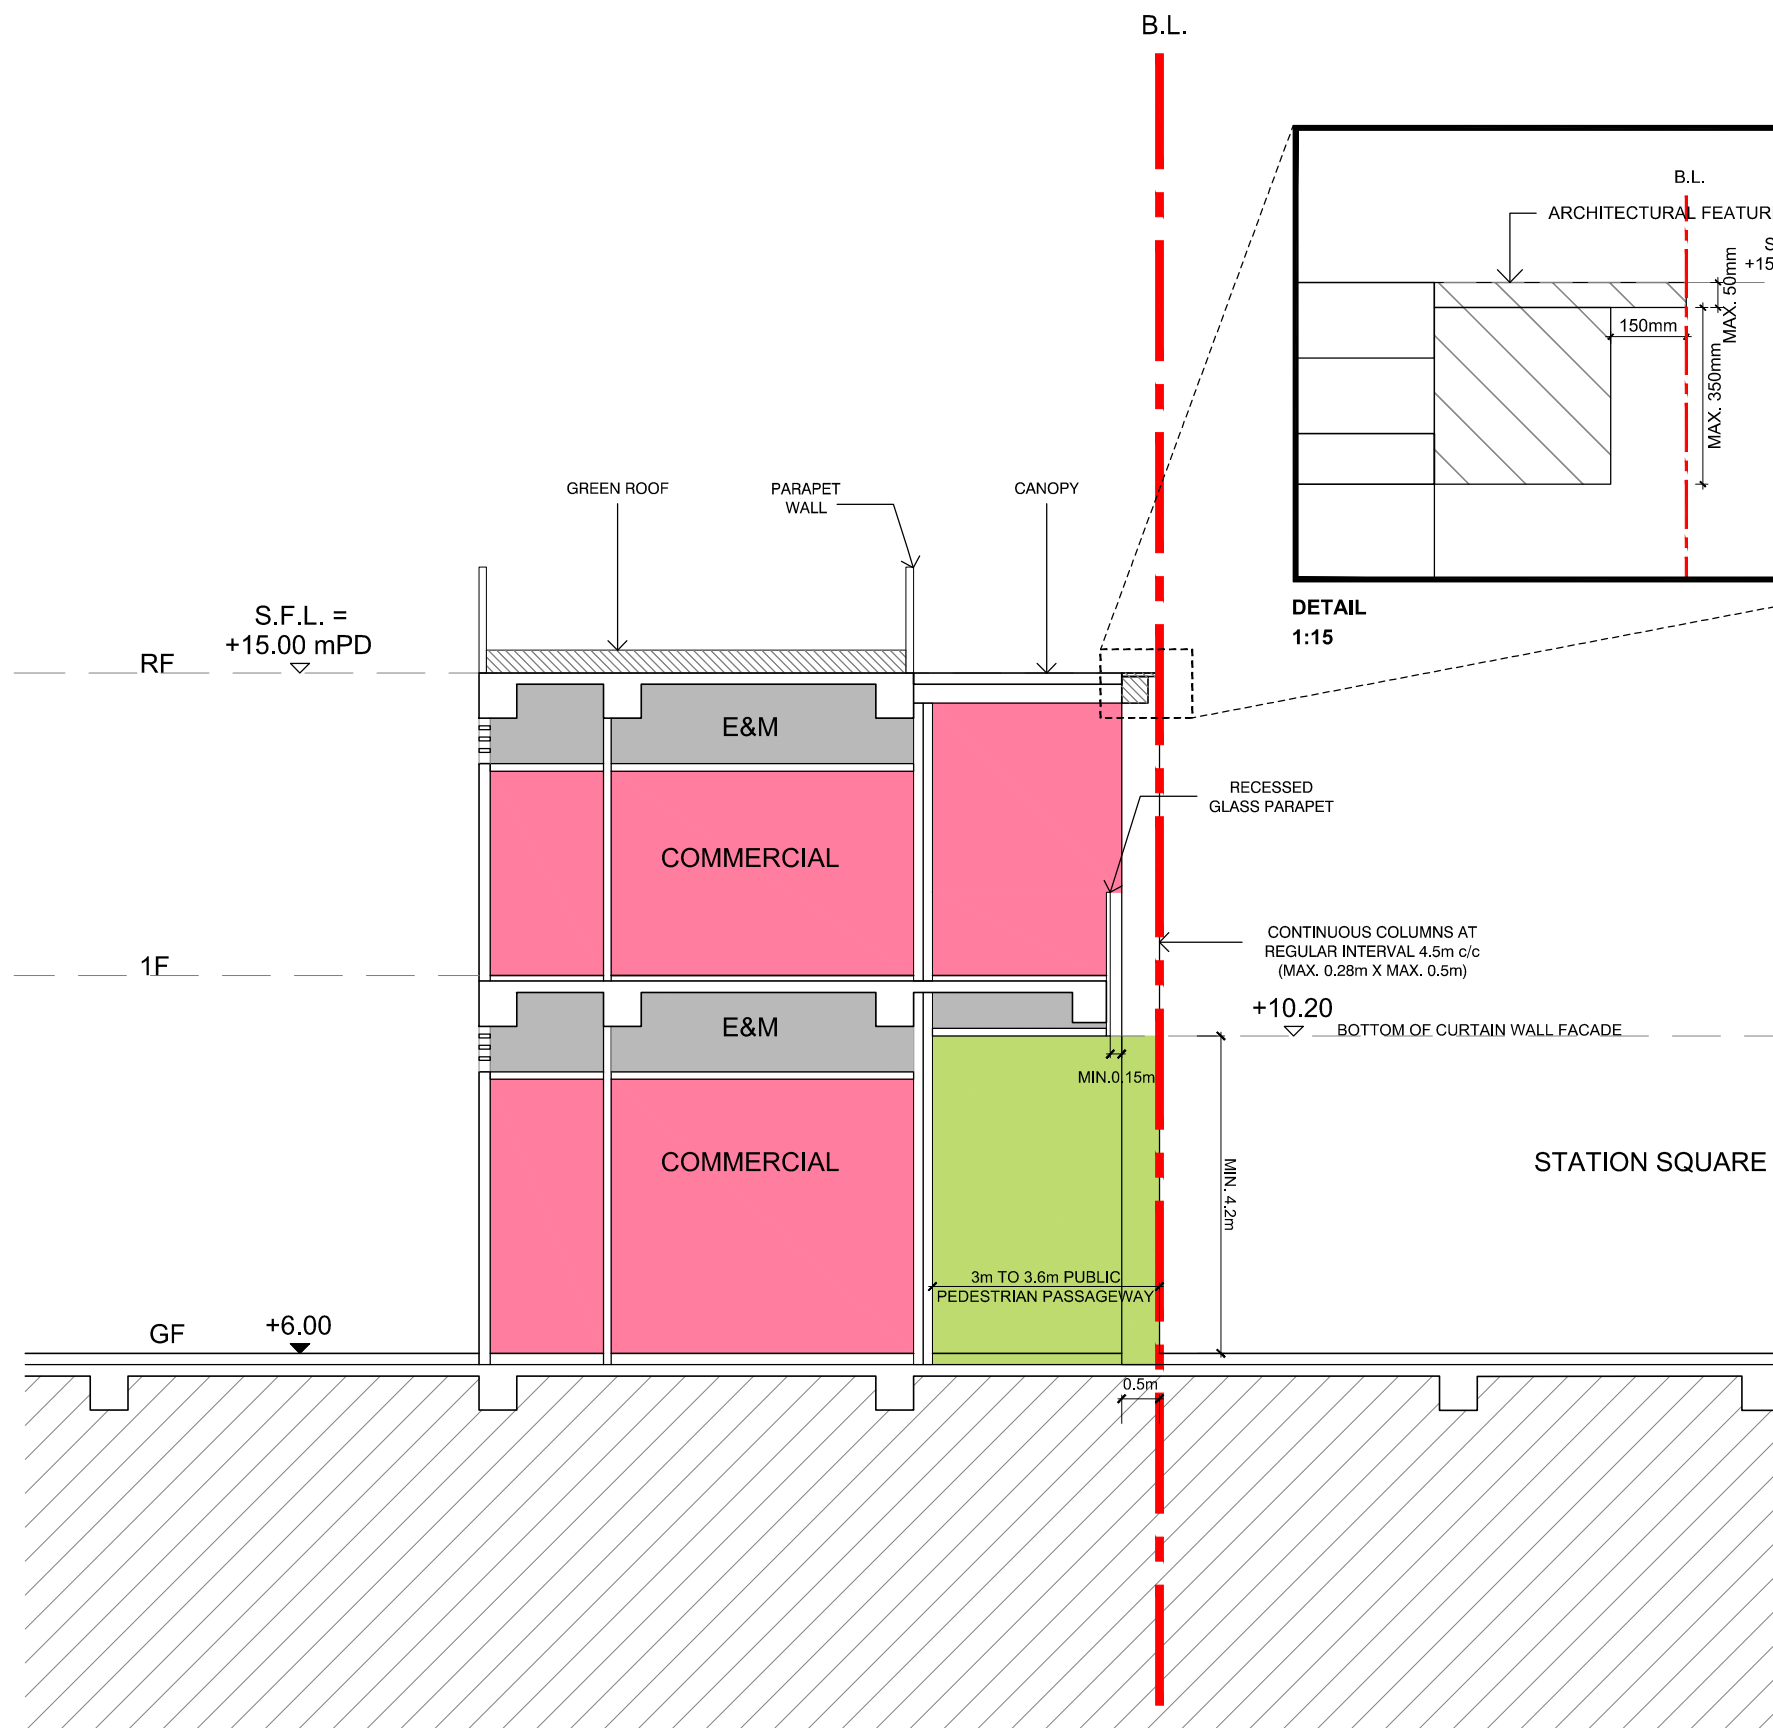 B.L.
B.L.
ARCHITECTURAL FEATUR
S
+15
MAX. 50mm
150mm
MAX. 350mm
DETAIL
1:15
GREEN ROOF
PARAPET
WALL
CANOPY
S.F.L. =
+15.00 mPD
RF
E&M
RECESSED
GLASS PARAPET
COMMERCIAL
CONTINUOUS COLUMNS AT
REGULAR INTERVAL 4.5m c/c
(MAX. 0.28m X MAX. 0.5m)
1F
+10.20
BOTTOM OF CURTAIN WALL FACADE
E&M
MIN.0.15m
COMMERCIAL
MIN. 4.2m
STATION SQUARE
3m TO 3.6m PUBLIC
PEDESTRIAN PASSAGEWAY
GF
+6.00
0.5m